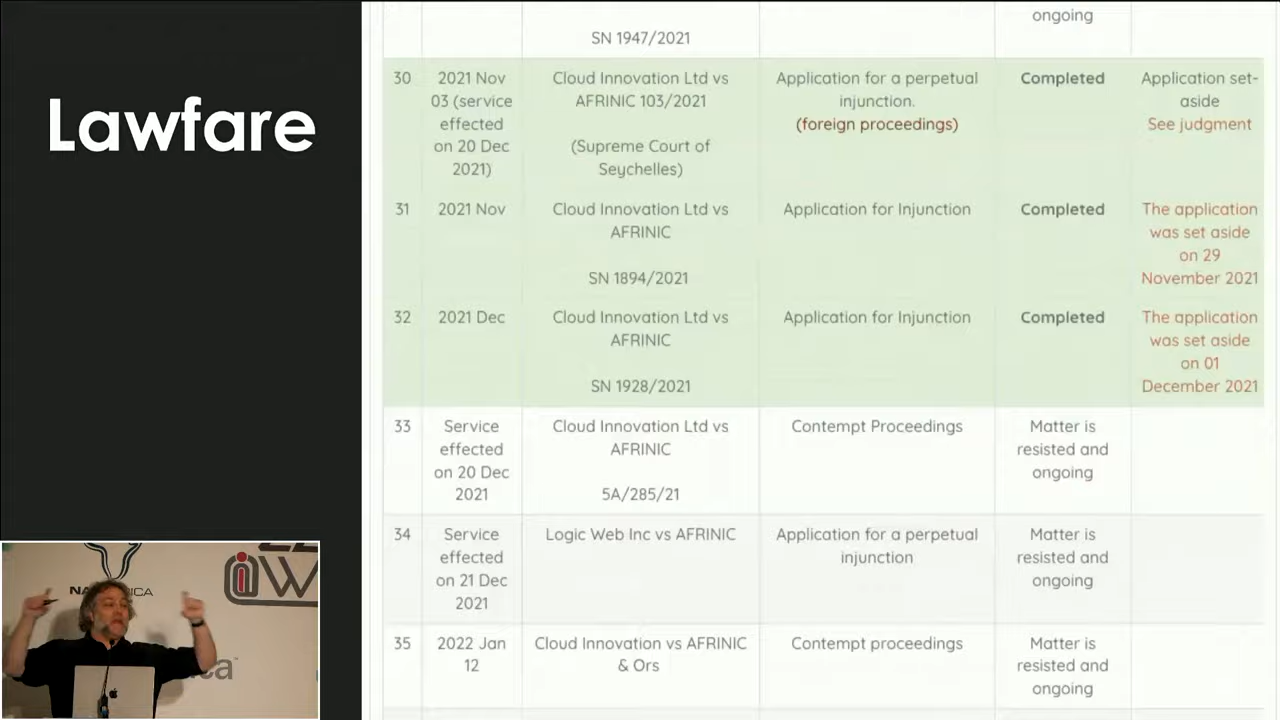 Lawfare
ongoing
SN 1947/2021
30
2021 Nov
03 (service
effected
on 20 Dec
2021)
Cloud Innovation Ltd vs
AFRINIC 103/2021
(Supreme Court of
Seychelles)
Application for a perpetual
injunction.
(foreign proceedings)
Completed
Application set-
aside
See judgment
31
2021 Nov
Cloud Innovation Ltd vs
AFRINIC
SN 1894/2021
Application for Injunction
Completed
The application
was set aside
on 29
November 2021
32
2021 Dec
Cloud Innovation Ltd vs
AFRINIC
SN 1928/2021
Application for Injunction
Completed
The application
was set aside
on 01
December 2021
33
Service
effected
on 20 Dec
2021
Cloud Innovation Ltd vs
AFRINIC
5A/285/21
Contempt Proceedings
Matter is
resisted and
ongoing
34
Service
effected
on 21 Dec
2021
Logic Web Inc vs AFRINIC
Application for a perpetual
injunction
Matter is
resisted and
ongoing
35
2022 Jan
12
Cloud Innovation vs AFRINIC
& Ors
Contempt proceedings
Matter is
resisted and
ongoing